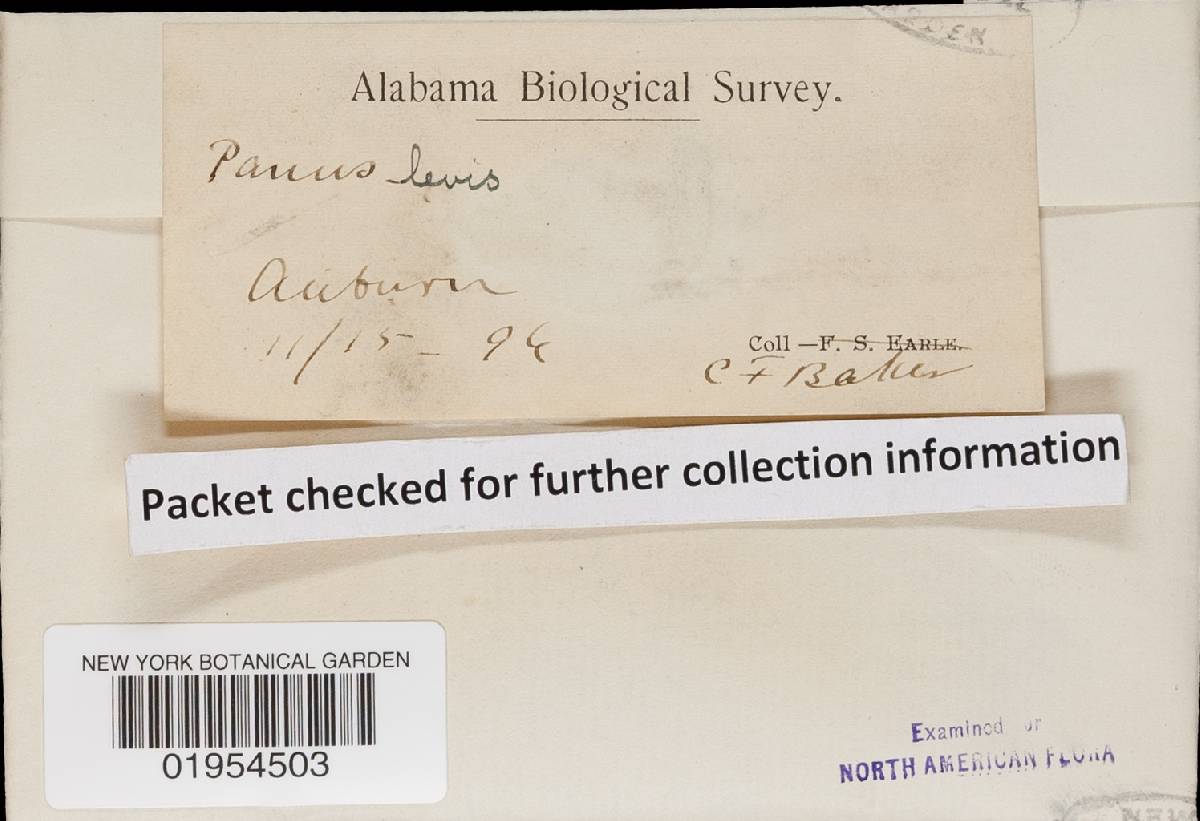 Alabama Biological Survey.
Panus levis
Auburn
11/15-96
Coll — F. S. EARLE.
C F Baker
Packet checked for further collection information
NEW YORK BOTANICAL GARDEN
01954503
Examined
NORTH AMERICAN FLORA
NEW